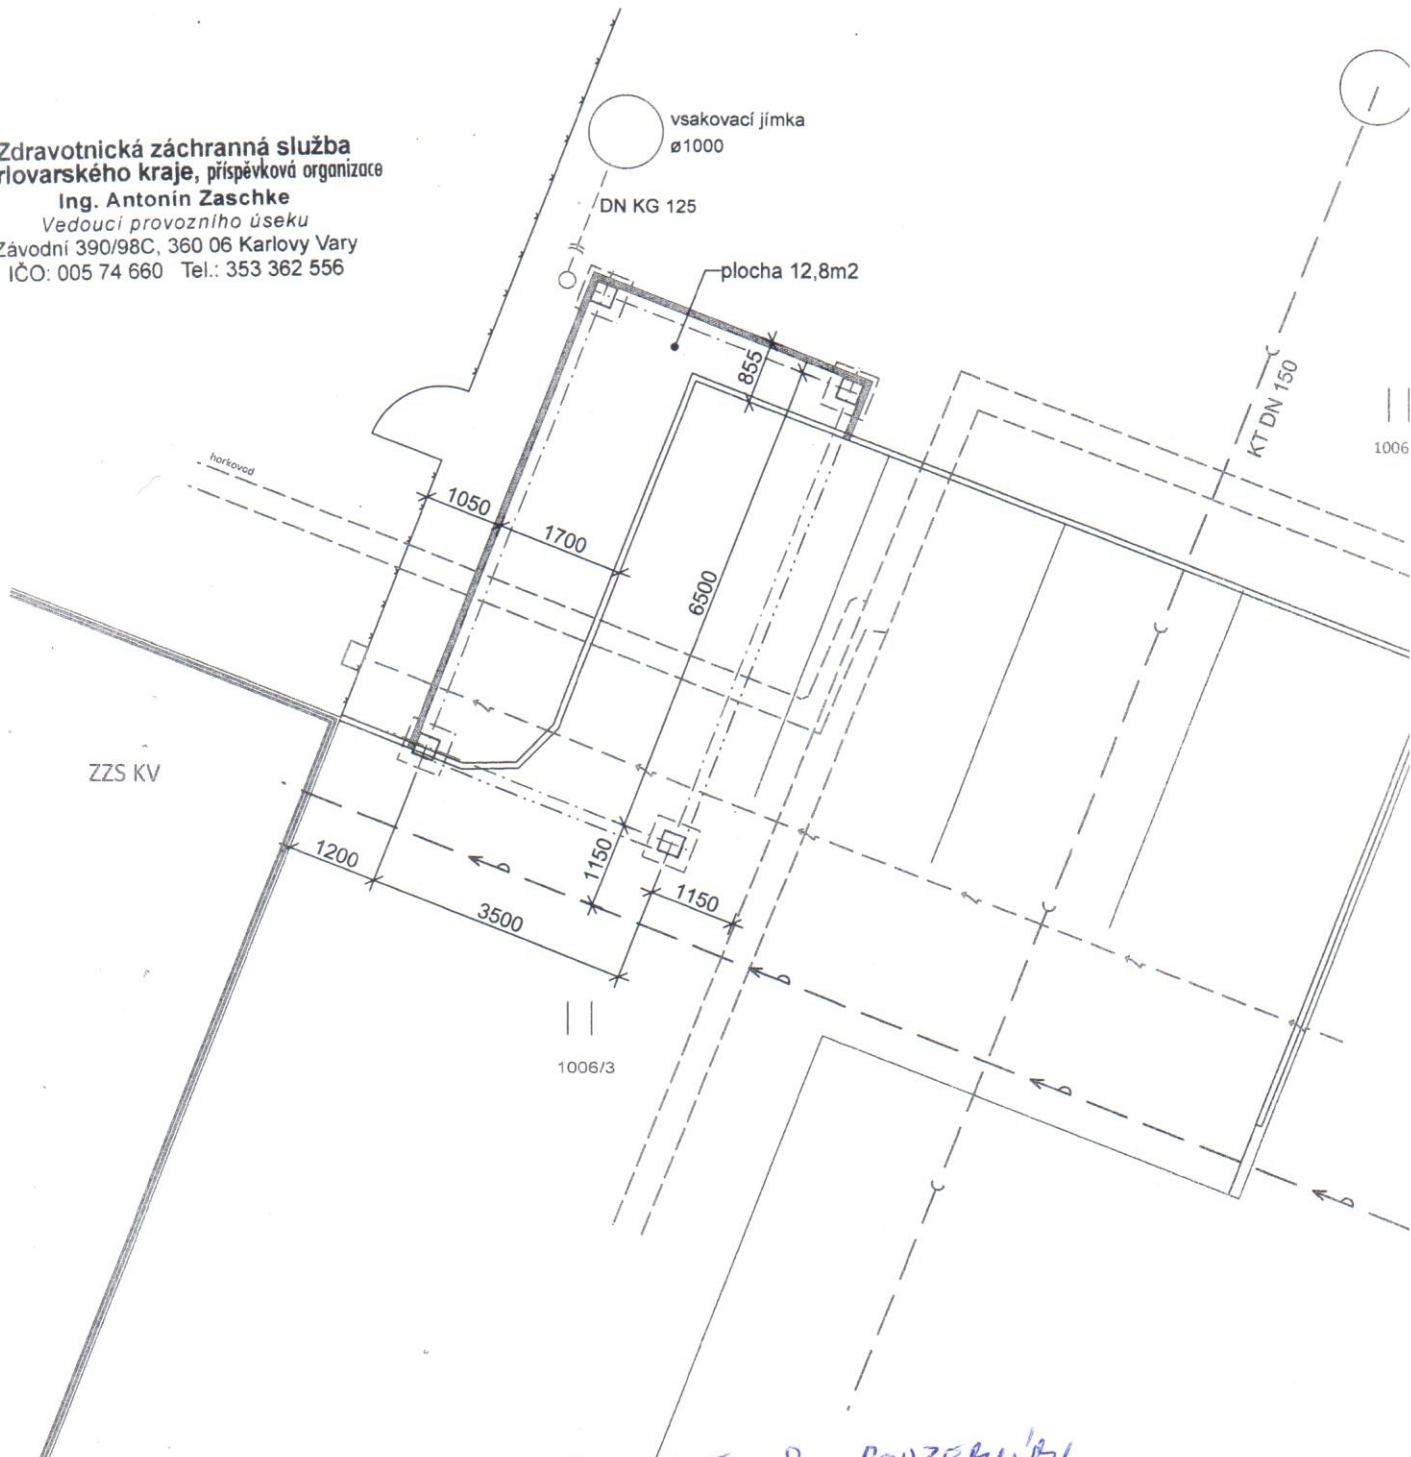 Zdravotnická záchranná služba
rlovarského kraje, příspěvková organizace
Ing. Antonín Zaschke
Vedoucí provozního úseku
Závodní 390/98C, 360 06 Karlovy Vary
IČO: 005 74 660 Tel.: 353 362 556
vsakovací jímka
ø1000
DN KG 125
plocha 12,8m2
855
KT DN 150
1006
horkovod
1050
1700
6500
ZZS KV
1200
1150
3500
1150
1006/3